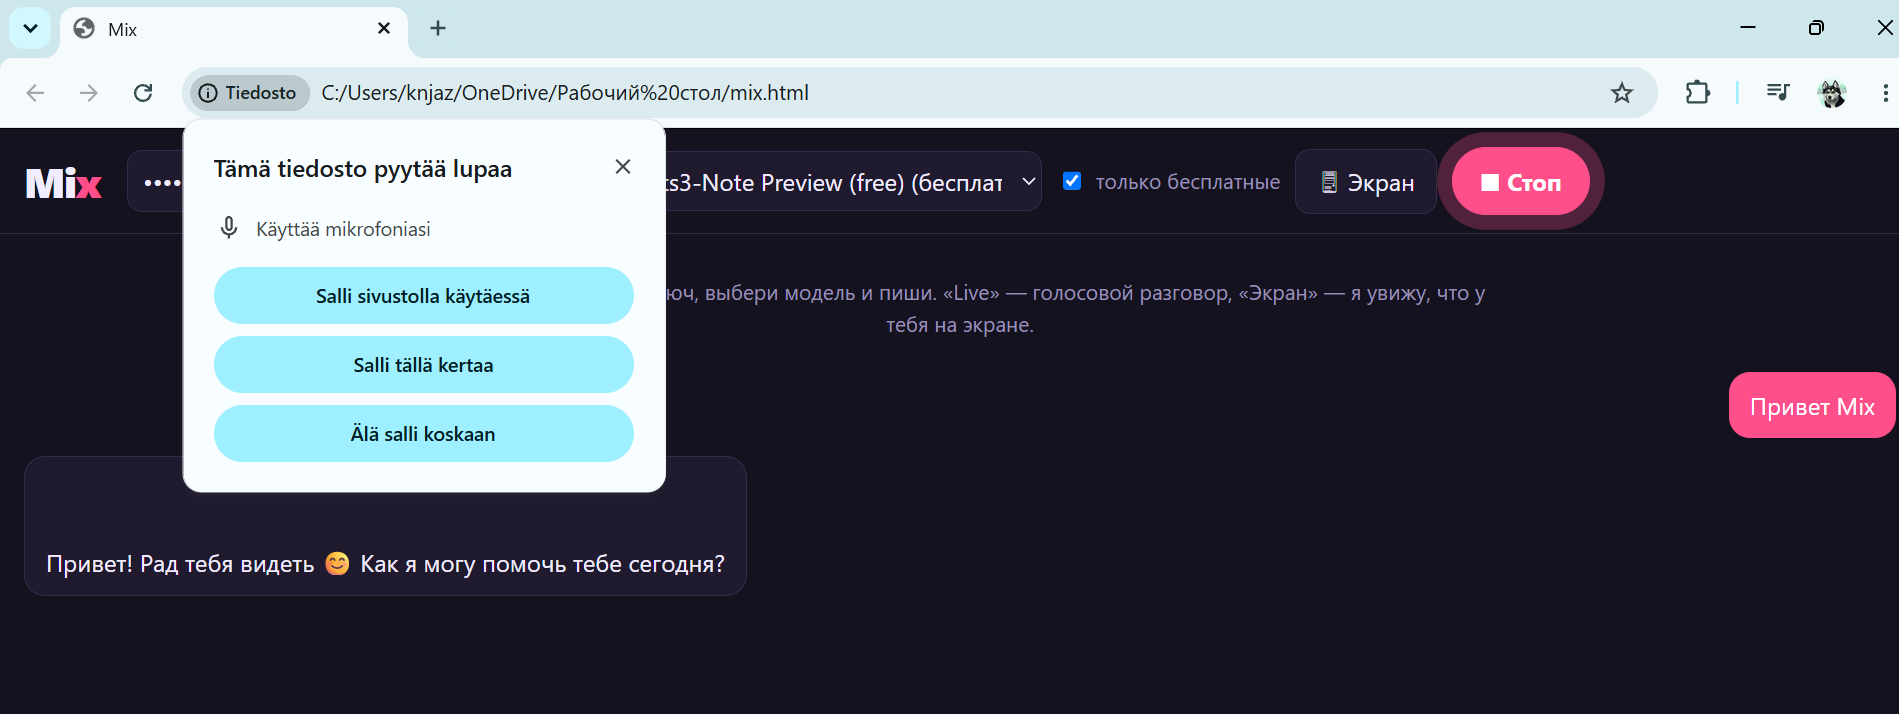 Mix
Tiedosto
C:/Users/knjaz/OneDrive/Рабочий%20стол/mix.html
Tämä tiedosto pyytää lupaa
Käyttää mikrofoniasi
Salli sivustolla käytäessä
Salli tällä kertaa
Älä salli koskaan
Mix
••••
ts3-Note Preview (free) (бесплат
только бесплатные
Экран
Стоп
юч, выбери модель и пиши. «Live» — голосовой разговор, «Экран» — я увижу, что у
тебя на экране.
Привет Mix
Привет! Рад тебя видеть 😊 Как я могу помочь тебе сегодня?